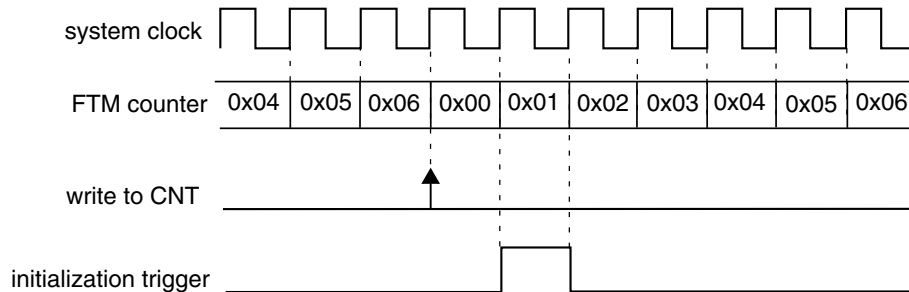 system clock
FTM counter 0x04 0x05 0x06 0x00 0x01 0x02 0x03 0x04 0x05 0x06
write to CNT
initialization trigger